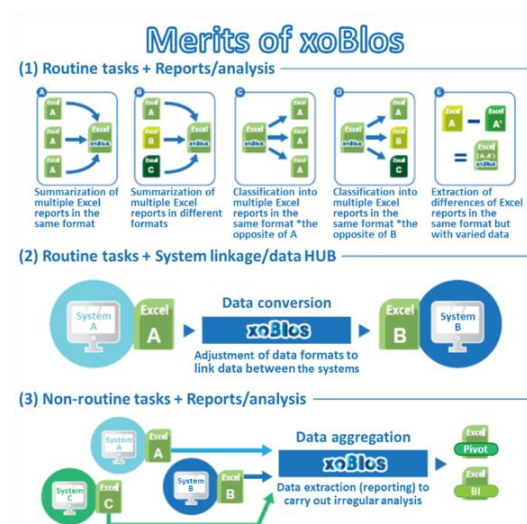 Merits of xoBlos
(1) Routine tasks + Reports/analysis
A
Excel
A
Excel
A
Excel
A
Excel
xoBlos
Summarization of
multiple Excel
reports in the
same format
B
Excel
A
Excel
B
Excel
C
Excel
xoBlos
Summarization of
multiple Excel
reports in different
formats
C
Excel
xoBlos
Excel
A
Excel
A
Excel
A
Classification into
multiple Excel
reports in the
same format *the
opposite of A
D
Excel
xoBlos
Excel
A
Excel
B
Excel
C
Classification into
multiple Excel
reports in the
same format *the
opposite of B
E
Excel
A
−
Excel
A'
=
Excel
(A-A')
xoBlos
Extraction of
differences of Excel
reports in the
same format but
with varied data
(2) Routine tasks + System linkage/data HUB
System
A
Excel
A
Data conversion
xoBlos
Adjustment of data formats to
link data between the systems
Excel
B
System
B
(3) Non-routine tasks + Reports/analysis
System
A
Excel
A
System
B
Excel
B
System
C
Excel
C
Data aggregation
xoBlos
Data extraction (reporting) to
carry out irregular analysis
Excel
Pivot
Excel
BI